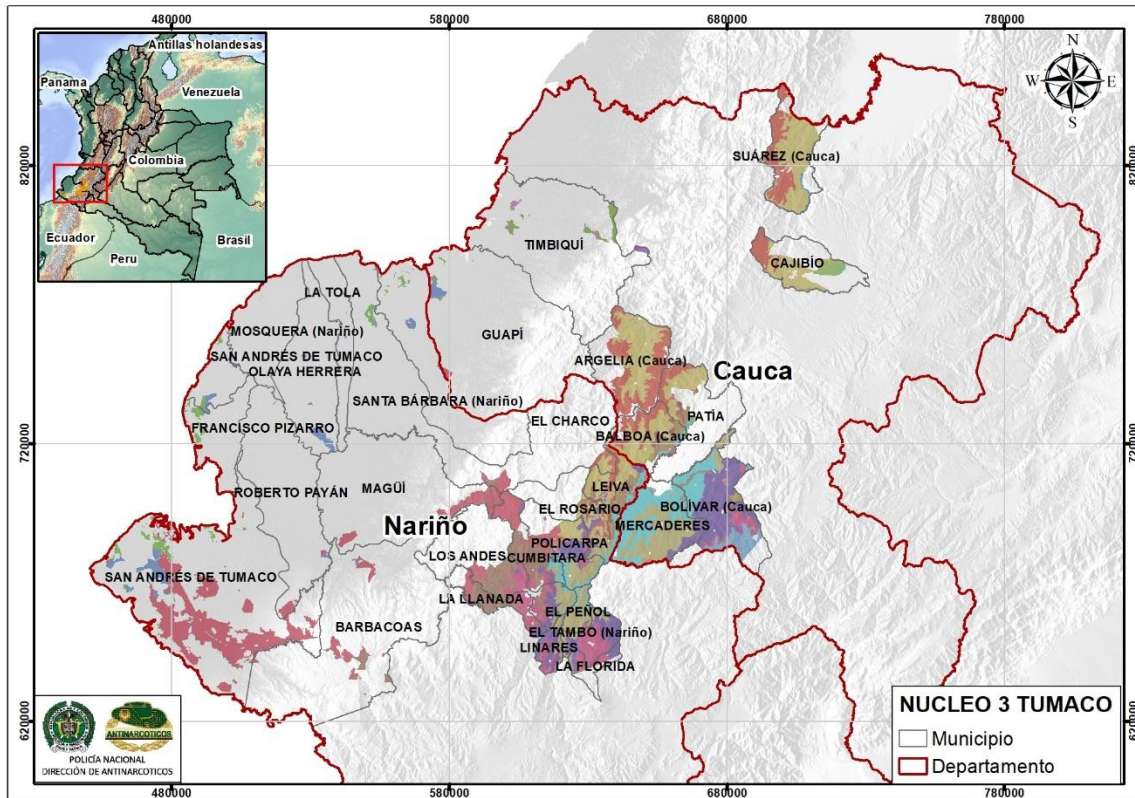 480000
580000
680000
780000
Antillas holandesas
Panama
Venezuela
Colombia
Ecuador
Brasil
Peru
N
W
E
S
820000
820000
SUÁREZ (Cauca)
TIMBIQUÍ
CAJIBÍO
LA TOLA
MOSQUERA (Nariño)
GUAPÍ
SAN ANDRÉS DE TUMACO
OLAYA HERRERA
ARGELIA (Cauca)
Cauca
SANTA BÁRBARA (Nariño)
EL CHARCO
PATÍA
FRANCISCO PIZARRO
BALBOA (Cauca)
720000
720000
ROBERTO PAYÁN
MAGÜÍ
LEIVA
EL ROSARIO
BOLÍVAR (Cauca)
MERCADERES
Nariño
POLICARPA
LOS ANDES
CUMBITARA
SAN ANDRÉS DE TUMACO
LA LLANADA
EL PEÑOL
BARBACOAS
EL TAMBO (Nariño)
LINARES
LA FLORIDA
620000
620000
ANTINARCOTICOS
POLICÍA NACIONAL
DIRECCIÓN DE ANTINARCOTICOS
NUCLEO 3 TUMACO
Municipio
Departamento
480000
580000
680000
780000